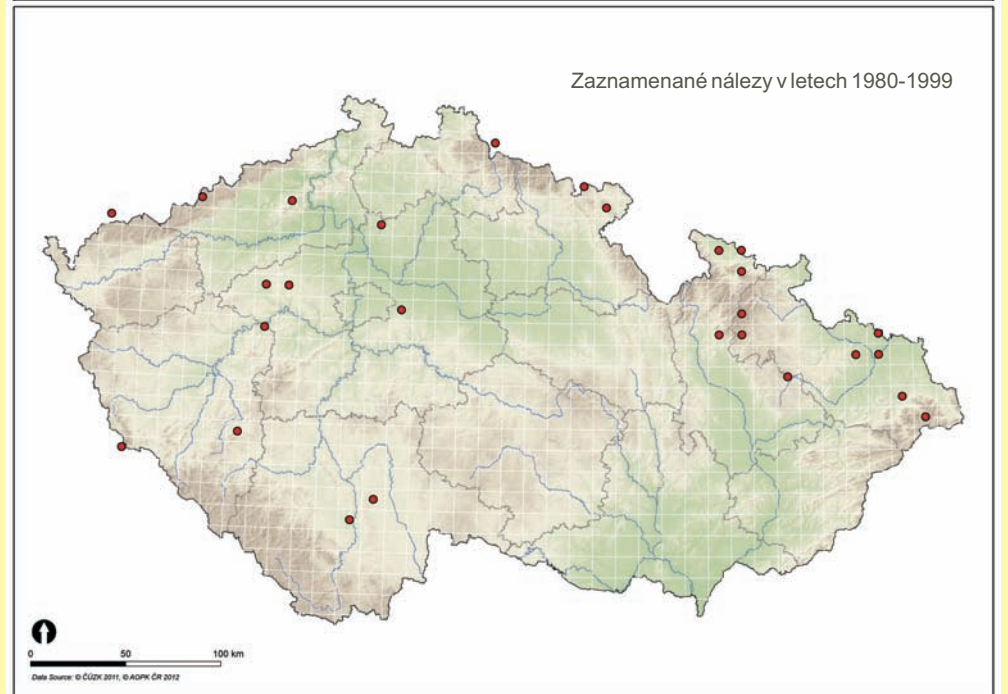 Zaznamenané nálezy v letech 1980-1999
0 50 100 km
Data Source: © ČÚZK 2011, © AOPK ČR 2012